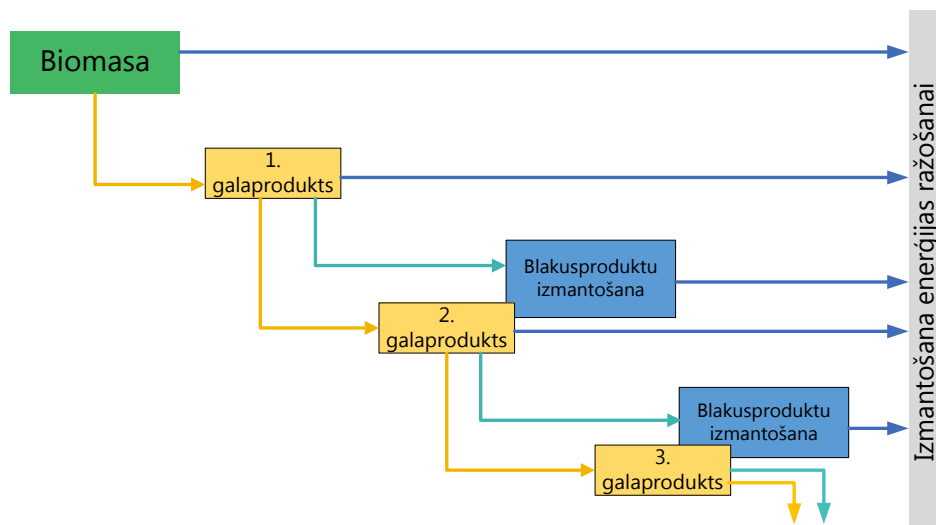 Biomasa
1.
galaprodukts
Blakusproduktu
izmantošana
2.
galaprodukts
Blakusproduktu
izmantošana
3.
galaprodukts
Izmantošana enerģijas ražošanai